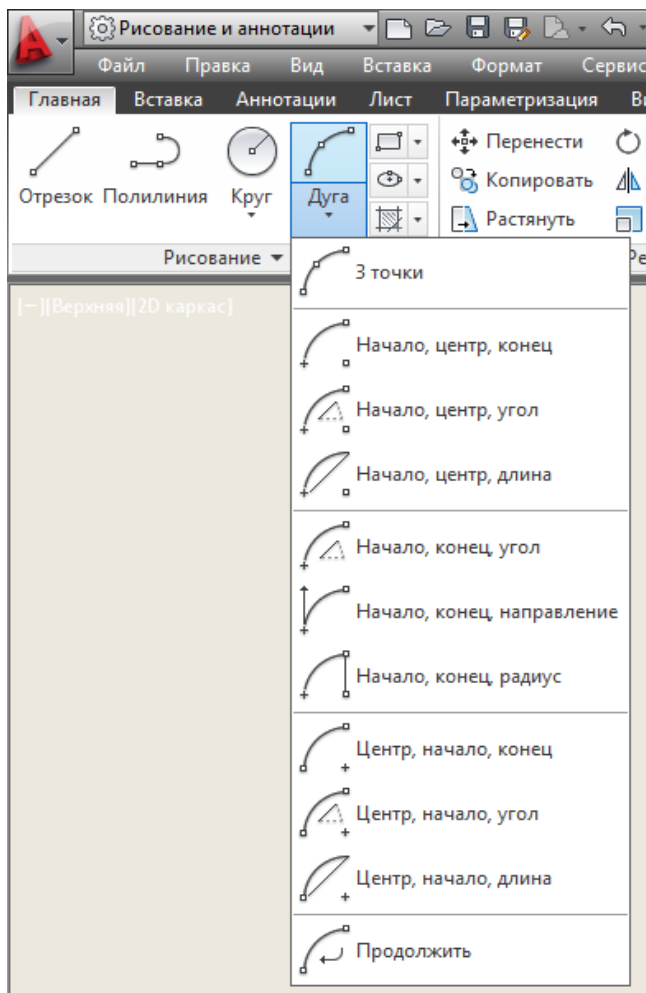 Рисование и аннотации
Файл Правка Вид Вставка Формат Сервис
Главная Вставка Аннотации Лист Параметризация Ви
Отрезок Полилиния Круг Дуга
Перенести
Копировать
Растянуть
Рисование Ре
[−][Верхняя][2D каркас]
3 точки
Начало, центр, конец
Начало, центр, угол
Начало, центр, длина
Начало, конец, угол
Начало, конец, направление
Начало, конец, радиус
Центр, начало, конец
Центр, начало, угол
Центр, начало, длина
Продолжить